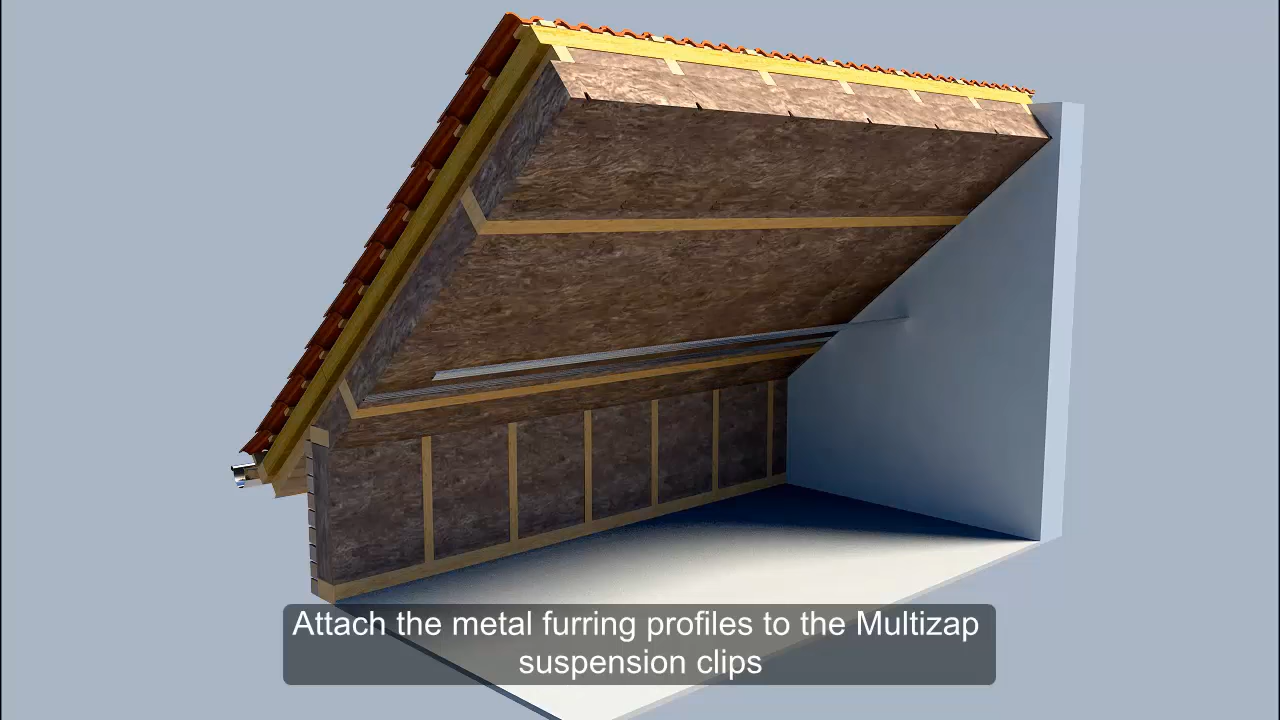 Attach the metal furring profiles to the Multizap
suspension clips